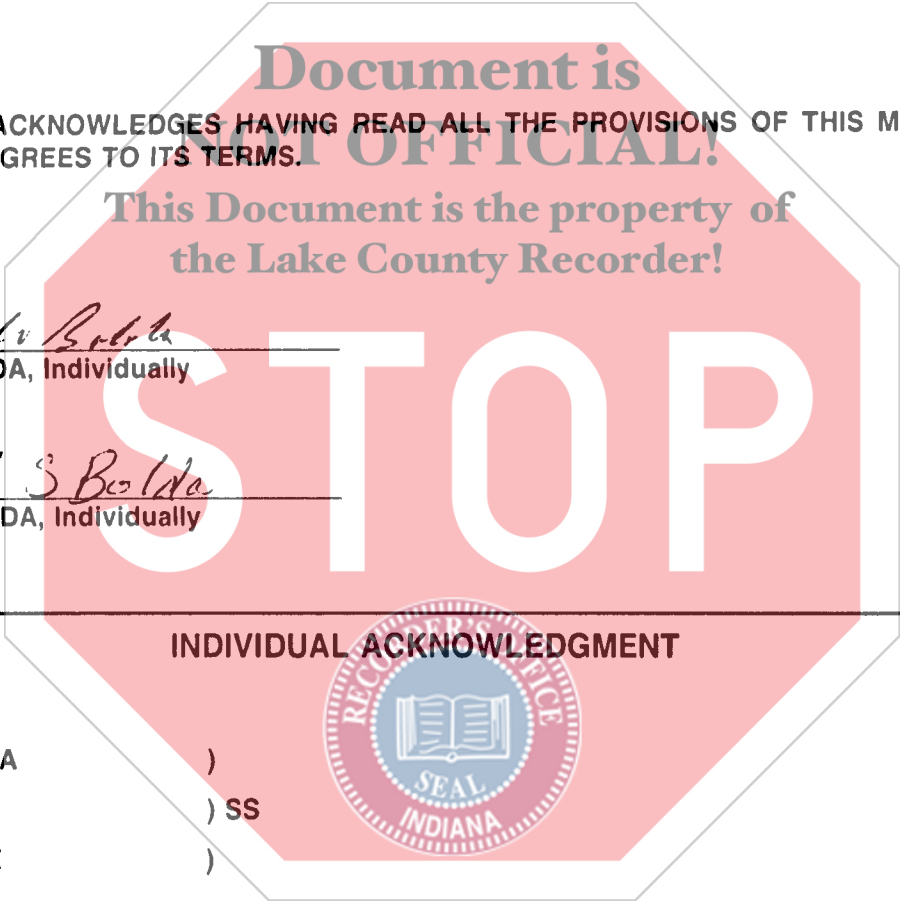 Document is
ACKNOWLEDGES HAVING READ ALL THE PROVISIONS OF THIS M
NOT OFFICIAL!
GREES TO ITS TERMS.
This Document is the property of
the Lake County Recorder!
DA, Individually
STOP
S Bolda
DA, Individually
INDIVIDUAL ACKNOWLEDGMENT
RECORDER'S OFFICE
SEAL
INDIANA
A )
) SS
)